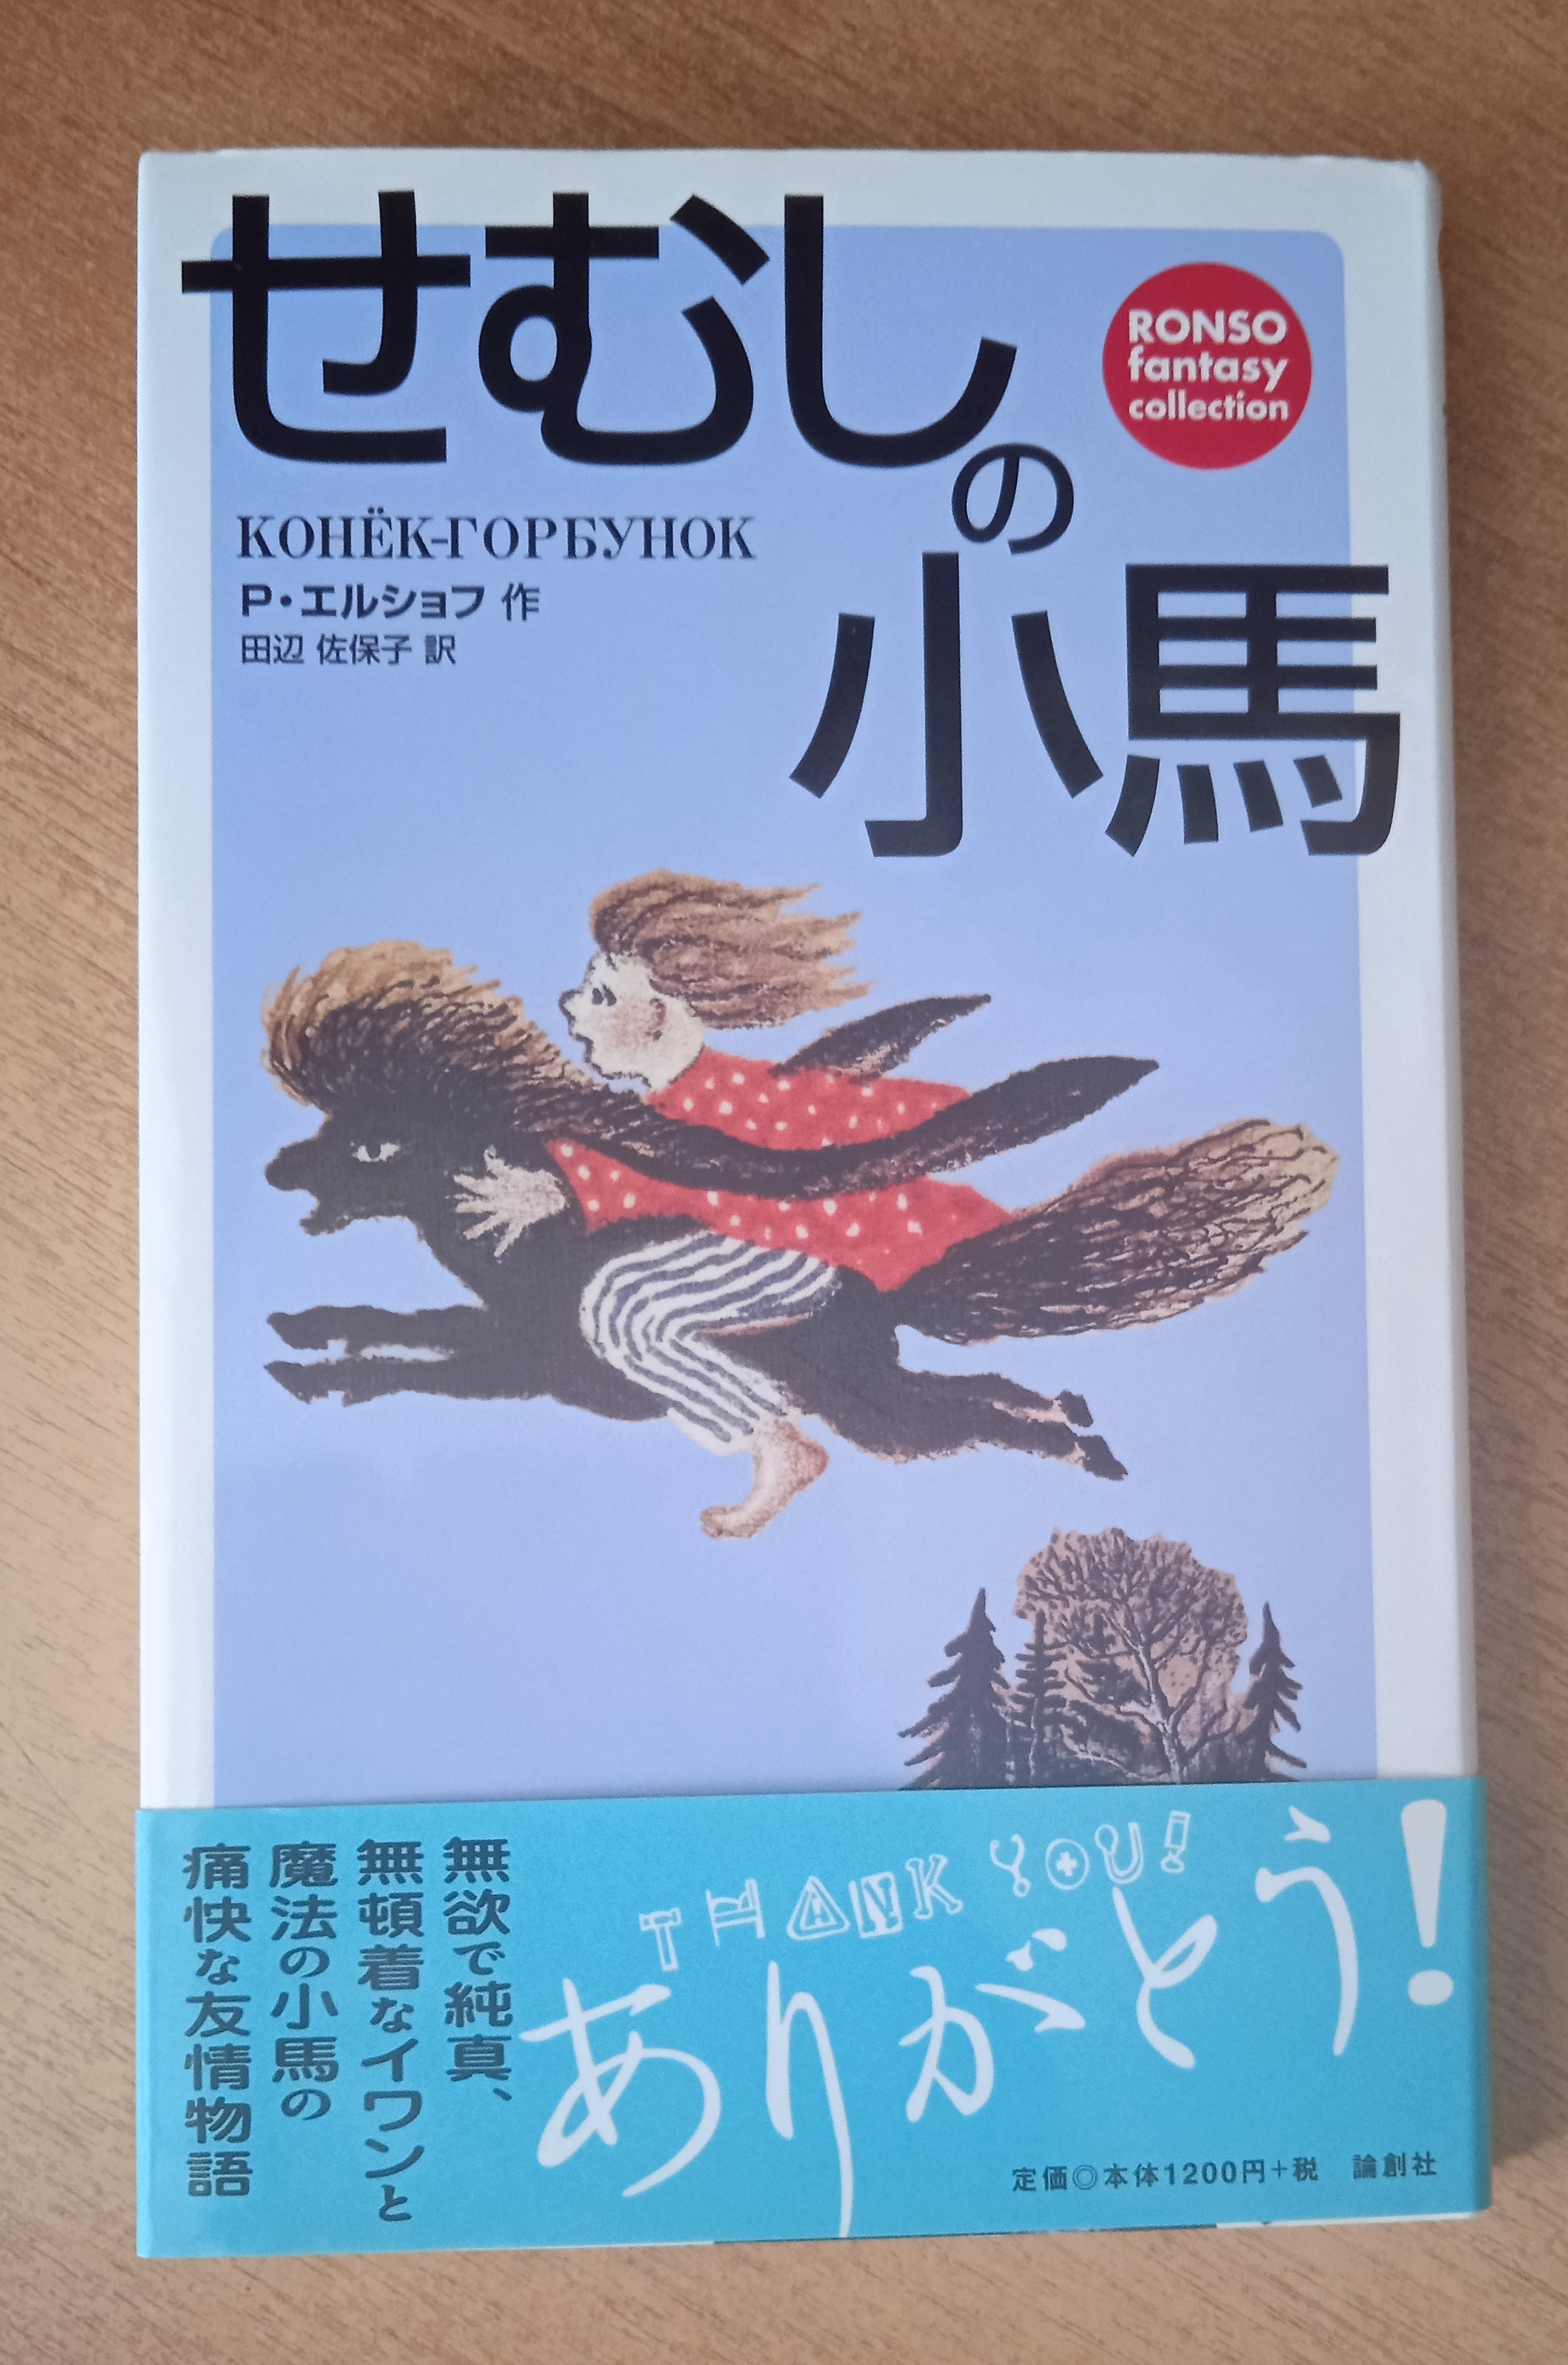 せむしの小馬
RONSO
fantasy
collection
КОНЁК-ГОРБУНОК
P・エルショフ 作
田辺 佐保子 訳
THANK YOU!
ありがとう!
無欲で純真、
無頓着なイワンと
魔法の小馬の
痛快な友情物語
定価◎本体1200円+税 論創社